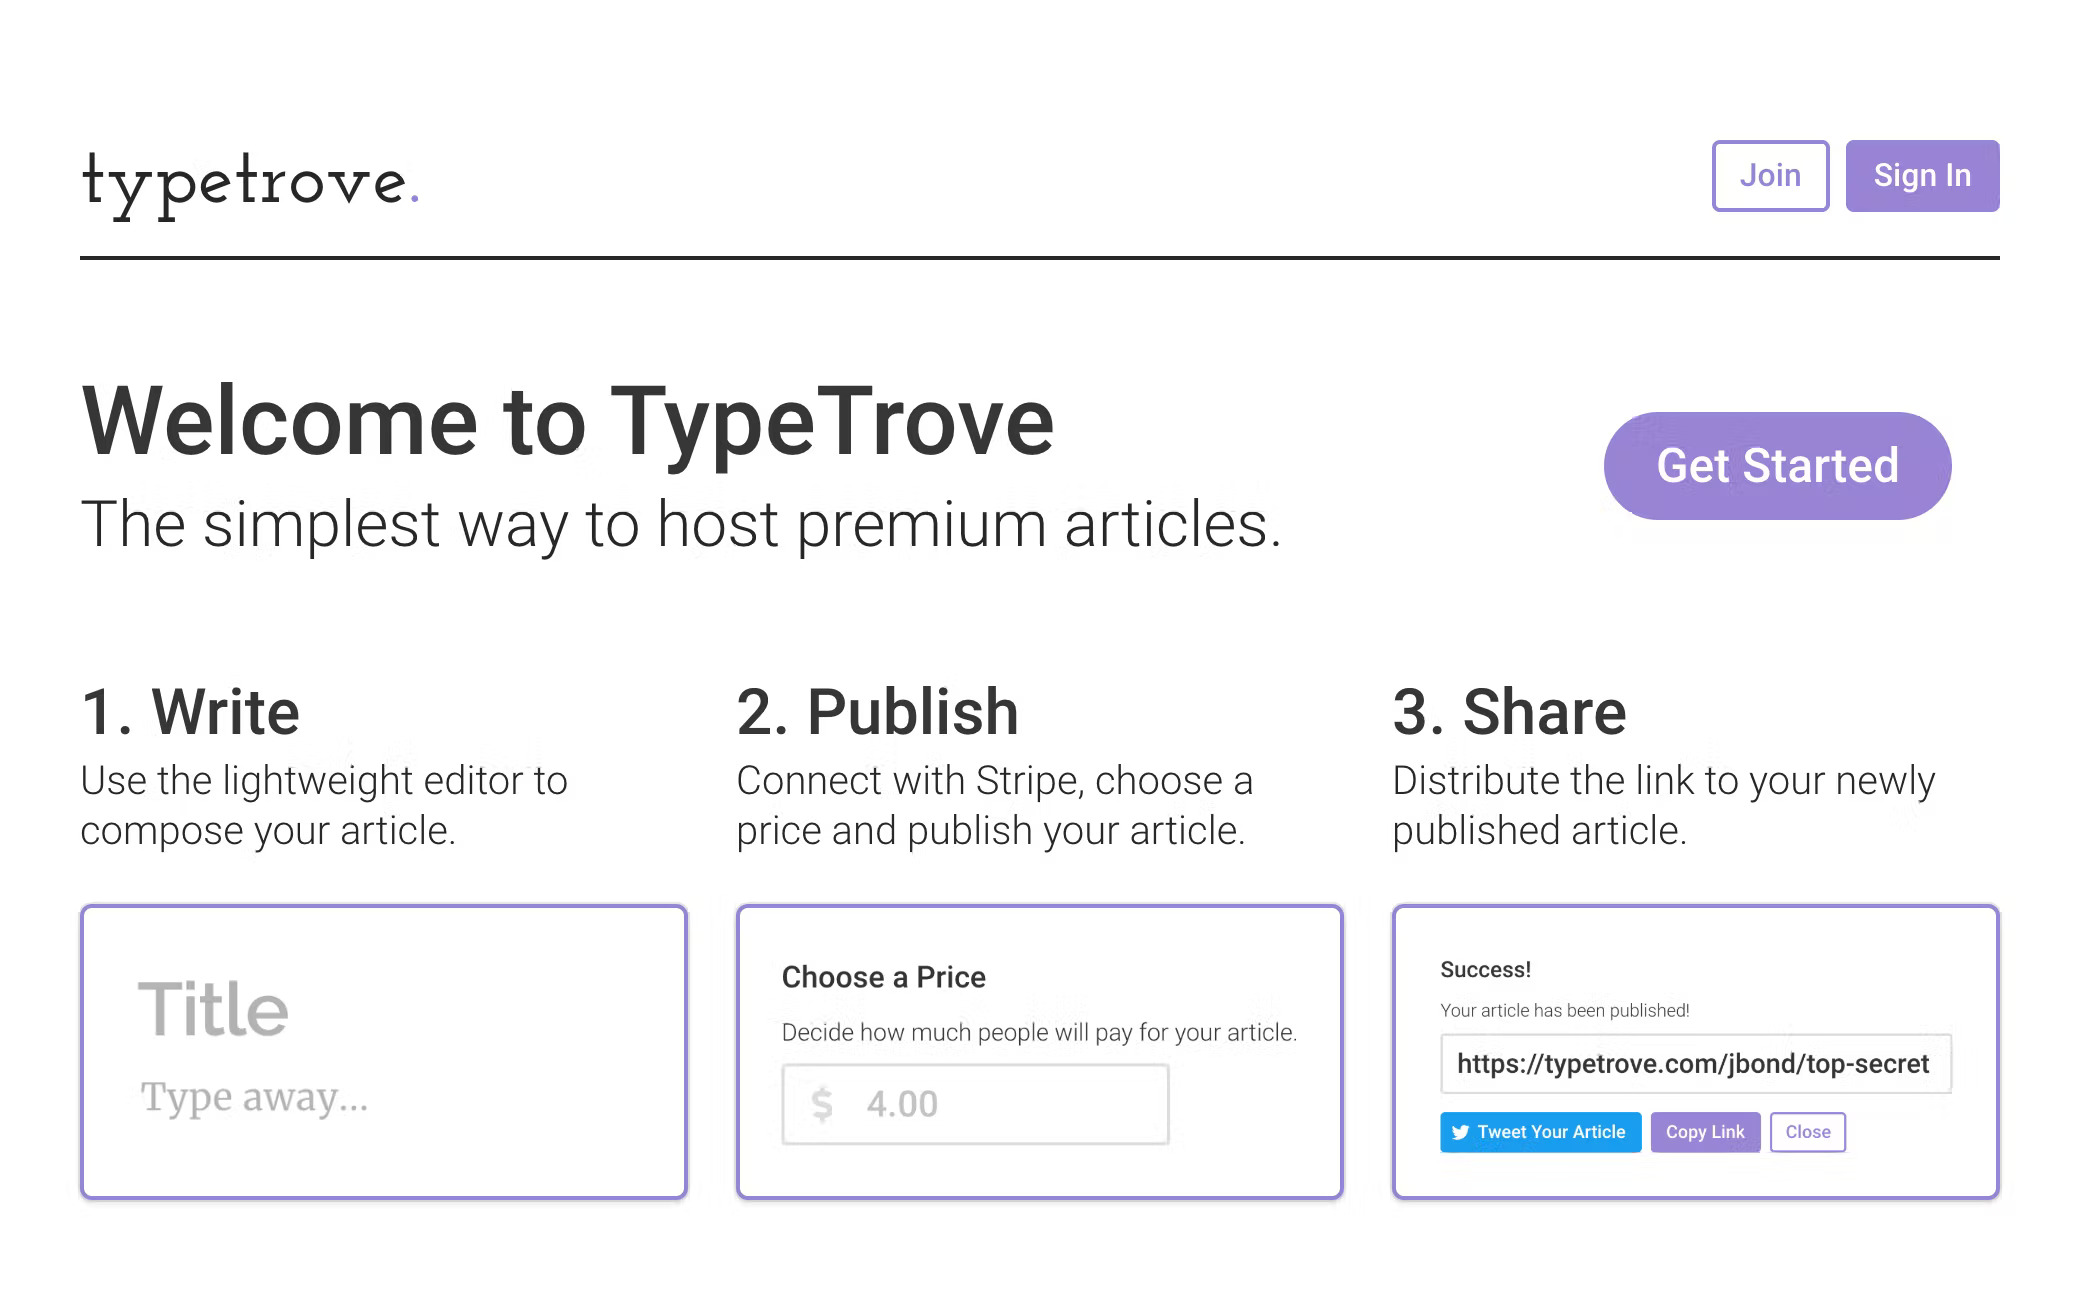 typetrove.
Join
Sign In
Welcome to TypeTrove
The simplest way to host premium articles.
Get Started
1. Write
Use the lightweight editor to
compose your article.
Title
Type away...
2. Publish
Connect with Stripe, choose a
price and publish your article.
Choose a Price
Decide how much people will pay for your article.
$ 4.00
3. Share
Distribute the link to your newly
published article.
Success!
Your article has been published!
https://typetrove.com/jbond/top-secret
Tweet Your Article
Copy Link
Close